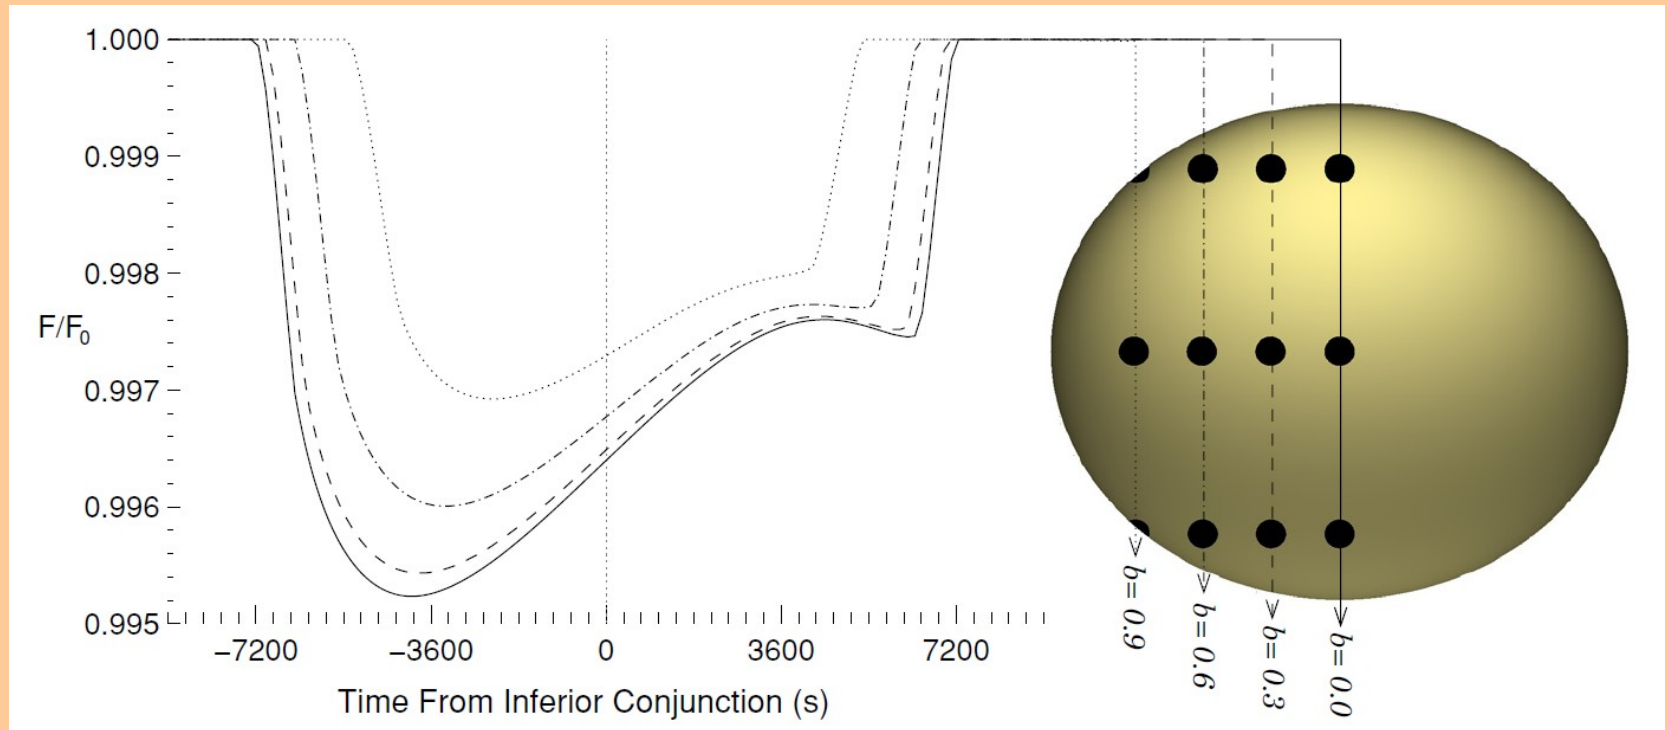 1.000
0.999
0.998
F/F₀
0.997
0.996
0.995
−7200 −3600 0 3600 7200
Time From Inferior Conjunction (s)
b= 0.9
b= 0.6
b= 0.3
b= 0.0